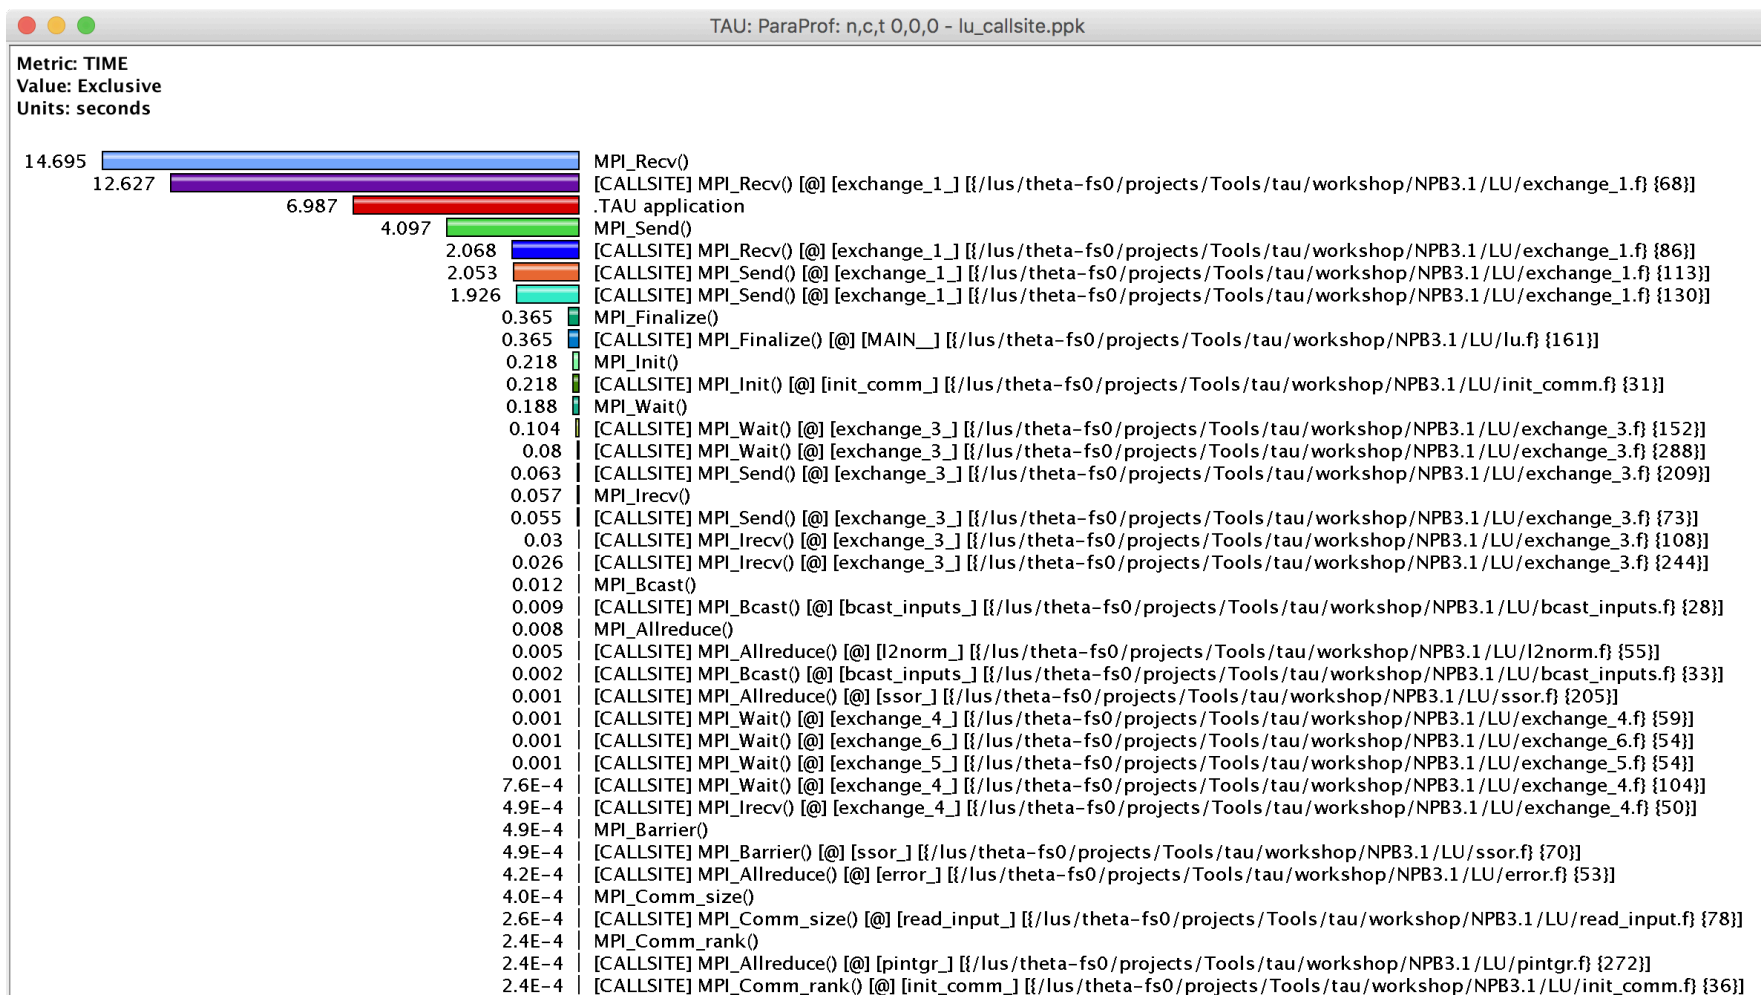 TAU: ParaProf: n,c,t 0,0,0 - lu_callsite.ppk
Metric: TIME
Value: Exclusive
Units: seconds
14.695 MPI_Recv()
12.627 [CALLSITE] MPI_Recv() [@] [exchange_1_] [{/lus/theta-fs0/projects/Tools/tau/workshop/NPB3.1/LU/exchange_1.f} {68}]
6.987 .TAU application
4.097 MPI_Send()
2.068 [CALLSITE] MPI_Recv() [@] [exchange_1_] [{/lus/theta-fs0/projects/Tools/tau/workshop/NPB3.1/LU/exchange_1.f} {86}]
2.053 [CALLSITE] MPI_Send() [@] [exchange_1_] [{/lus/theta-fs0/projects/Tools/tau/workshop/NPB3.1/LU/exchange_1.f} {113}]
1.926 [CALLSITE] MPI_Send() [@] [exchange_1_] [{/lus/theta-fs0/projects/Tools/tau/workshop/NPB3.1/LU/exchange_1.f} {130}]
0.365 MPI_Finalize()
0.365 [CALLSITE] MPI_Finalize() [@] [MAIN__] [{/lus/theta-fs0/projects/Tools/tau/workshop/NPB3.1/LU/lu.f} {161}]
0.218 MPI_Init()
0.218 [CALLSITE] MPI_Init() [@] [init_comm_] [{/lus/theta-fs0/projects/Tools/tau/workshop/NPB3.1/LU/init_comm.f} {31}]
0.188 MPI_Wait()
0.104 [CALLSITE] MPI_Wait() [@] [exchange_3_] [{/lus/theta-fs0/projects/Tools/tau/workshop/NPB3.1/LU/exchange_3.f} {152}]
0.08 [CALLSITE] MPI_Wait() [@] [exchange_3_] [{/lus/theta-fs0/projects/Tools/tau/workshop/NPB3.1/LU/exchange_3.f} {288}]
0.063 [CALLSITE] MPI_Send() [@] [exchange_3_] [{/lus/theta-fs0/projects/Tools/tau/workshop/NPB3.1/LU/exchange_3.f} {209}]
0.057 MPI_Irecv()
0.055 [CALLSITE] MPI_Send() [@] [exchange_3_] [{/lus/theta-fs0/projects/Tools/tau/workshop/NPB3.1/LU/exchange_3.f} {73}]
0.03 [CALLSITE] MPI_Irecv() [@] [exchange_3_] [{/lus/theta-fs0/projects/Tools/tau/workshop/NPB3.1/LU/exchange_3.f} {108}]
0.026 [CALLSITE] MPI_Irecv() [@] [exchange_3_] [{/lus/theta-fs0/projects/Tools/tau/workshop/NPB3.1/LU/exchange_3.f} {244}]
0.012 MPI_Bcast()
0.009 [CALLSITE] MPI_Bcast() [@] [bcast_inputs_] [{/lus/theta-fs0/projects/Tools/tau/workshop/NPB3.1/LU/bcast_inputs.f} {28}]
0.008 MPI_Allreduce()
0.005 [CALLSITE] MPI_Allreduce() [@] [l2norm_] [{/lus/theta-fs0/projects/Tools/tau/workshop/NPB3.1/LU/l2norm.f} {55}]
0.002 [CALLSITE] MPI_Bcast() [@] [bcast_inputs_] [{/lus/theta-fs0/projects/Tools/tau/workshop/NPB3.1/LU/bcast_inputs.f} {33}]
0.001 [CALLSITE] MPI_Allreduce() [@] [ssor_] [{/lus/theta-fs0/projects/Tools/tau/workshop/NPB3.1/LU/ssor.f} {205}]
0.001 [CALLSITE] MPI_Wait() [@] [exchange_4_] [{/lus/theta-fs0/projects/Tools/tau/workshop/NPB3.1/LU/exchange_4.f} {59}]
0.001 [CALLSITE] MPI_Wait() [@] [exchange_6_] [{/lus/theta-fs0/projects/Tools/tau/workshop/NPB3.1/LU/exchange_6.f} {54}]
0.001 [CALLSITE] MPI_Wait() [@] [exchange_5_] [{/lus/theta-fs0/projects/Tools/tau/workshop/NPB3.1/LU/exchange_5.f} {54}]
7.6E-4 [CALLSITE] MPI_Wait() [@] [exchange_4_] [{/lus/theta-fs0/projects/Tools/tau/workshop/NPB3.1/LU/exchange_4.f} {104}]
4.9E-4 [CALLSITE] MPI_Irecv() [@] [exchange_4_] [{/lus/theta-fs0/projects/Tools/tau/workshop/NPB3.1/LU/exchange_4.f} {50}]
4.9E-4 MPI_Barrier()
4.9E-4 [CALLSITE] MPI_Barrier() [@] [ssor_] [{/lus/theta-fs0/projects/Tools/tau/workshop/NPB3.1/LU/ssor.f} {70}]
4.2E-4 [CALLSITE] MPI_Allreduce() [@] [error_] [{/lus/theta-fs0/projects/Tools/tau/workshop/NPB3.1/LU/error.f} {53}]
4.0E-4 MPI_Comm_size()
2.6E-4 [CALLSITE] MPI_Comm_size() [@] [read_input_] [{/lus/theta-fs0/projects/Tools/tau/workshop/NPB3.1/LU/read_input.f} {78}]
2.4E-4 MPI_Comm_rank()
2.4E-4 [CALLSITE] MPI_Allreduce() [@] [pintgr_] [{/lus/theta-fs0/projects/Tools/tau/workshop/NPB3.1/LU/pintgr.f} {272}]
2.4E-4 [CALLSITE] MPI_Comm_rank() [@] [init_comm_] [{/lus/theta-fs0/projects/Tools/tau/workshop/NPB3.1/LU/init_comm.f} {36}]